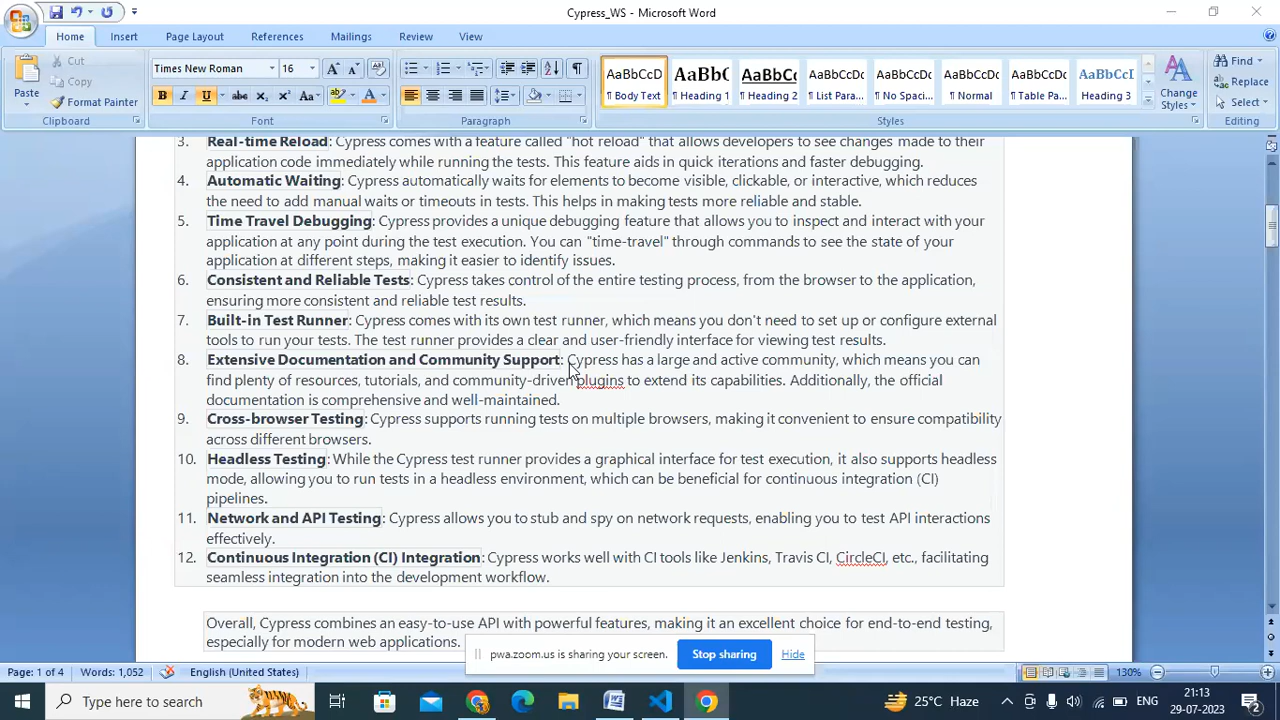 Cypress_WS - Microsoft Word
Home Insert Page Layout References Mailings Review View
Paste
Cut
Copy
Format Painter
Clipboard
Times New Roman 16
B I U abc x₂ x² Aa A
Font
Paragraph
AaBbCcD AaBbC AaBbCc AaBbCcDc AaBbCcDc AaBbCcDc AaBbCcDc AaBbCcI
¶ Body Text Heading 1 Heading 2 ¶ List Para... ¶ No Spaci... ¶ Normal ¶ Table Pa... Heading 3
Change Styles
Styles
Find
Replace
Select
Editing
3. Real-time Reload: Cypress comes with a feature called "hot reload" that allows developers to see changes made to their
application code immediately while running the tests. This feature aids in quick iterations and faster debugging.
4. Automatic Waiting: Cypress automatically waits for elements to become visible, clickable, or interactive, which reduces
the need to add manual waits or timeouts in tests. This helps in making tests more reliable and stable.
5. Time Travel Debugging: Cypress provides a unique debugging feature that allows you to inspect and interact with your
application at any point during the test execution. You can "time-travel" through commands to see the state of your
application at different steps, making it easier to identify issues.
6. Consistent and Reliable Tests: Cypress takes control of the entire testing process, from the browser to the application,
ensuring more consistent and reliable test results.
7. Built-in Test Runner: Cypress comes with its own test runner, which means you don't need to set up or configure external
tools to run your tests. The test runner provides a clear and user-friendly interface for viewing test results.
8. Extensive Documentation and Community Support: Cypress has a large and active community, which means you can
find plenty of resources, tutorials, and community-driven plugins to extend its capabilities. Additionally, the official
documentation is comprehensive and well-maintained.
9. Cross-browser Testing: Cypress supports running tests on multiple browsers, making it convenient to ensure compatibility
across different browsers.
10. Headless Testing: While the Cypress test runner provides a graphical interface for test execution, it also supports headless
mode, allowing you to run tests in a headless environment, which can be beneficial for continuous integration (CI)
pipelines.
11. Network and API Testing: Cypress allows you to stub and spy on network requests, enabling you to test API interactions
effectively.
12. Continuous Integration (CI) Integration: Cypress works well with CI tools like Jenkins, Travis CI, CircleCI, etc., facilitating
seamless integration into the development workflow.
Overall, Cypress combines an easy-to-use API with powerful features, making it an excellent choice for end-to-end testing,
especially for modern web applications.
pwa.zoom.us is sharing your screen. Stop sharing Hide
Page: 1 of 4 Words: 1,052 English (United States) 130%
Type here to search 25°C Haze ENG 21:13
29-07-2023 2